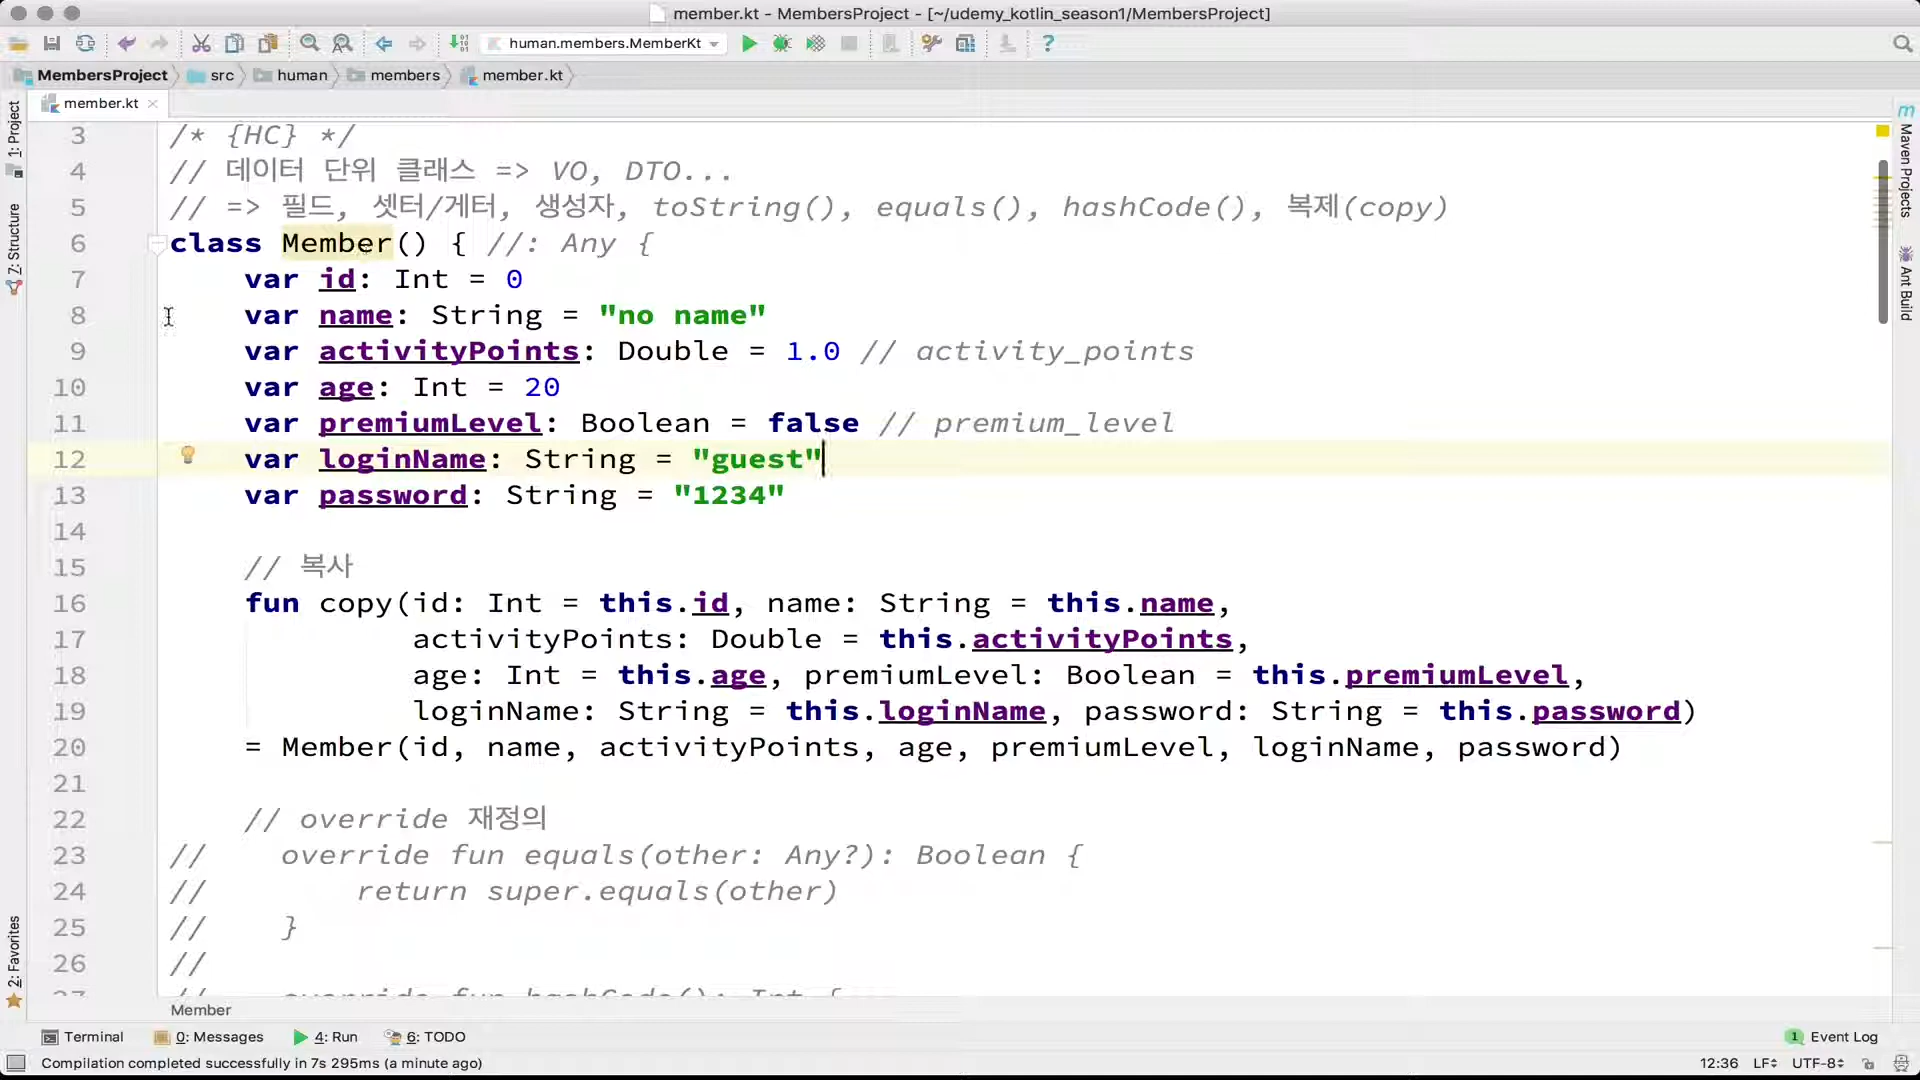 member.kt - MembersProject - [~/udemy_kotlin_season1/MembersProject]
human.members.MemberKt
MembersProject src human members member.kt
member.kt
1: Project
7: Structure
2: Favorites
Maven Projects
Ant Build
3 /* {HC} */
4 // 데이터 단위 클래스 => VO, DTO...
5 // => 필드, 셋터/게터, 생성자, toString(), equals(), hashCode(), 복제(copy)
6 class Member() { //: Any {
7 var id: Int = 0
8 var name: String = "no name"
9 var activityPoints: Double = 1.0 // activity_points
10 var age: Int = 20
11 var premiumLevel: Boolean = false // premium_level
12 var loginName: String = "guest"
13 var password: String = "1234"
14
15 // 복사
16 fun copy(id: Int = this.id, name: String = this.name,
17 activityPoints: Double = this.activityPoints,
18 age: Int = this.age, premiumLevel: Boolean = this.premiumLevel,
19 loginName: String = this.loginName, password: String = this.password)
20 = Member(id, name, activityPoints, age, premiumLevel, loginName, password)
21
22 // override 재정의
23 // override fun equals(other: Any?): Boolean {
24 // return super.equals(other)
25 // }
26 //
27 // override fun hashCode(): Int {
Member
Terminal 0: Messages 4: Run 6: TODO 1 Event Log
Compilation completed successfully in 7s 295ms (a minute ago) 12:36 LF UTF-8